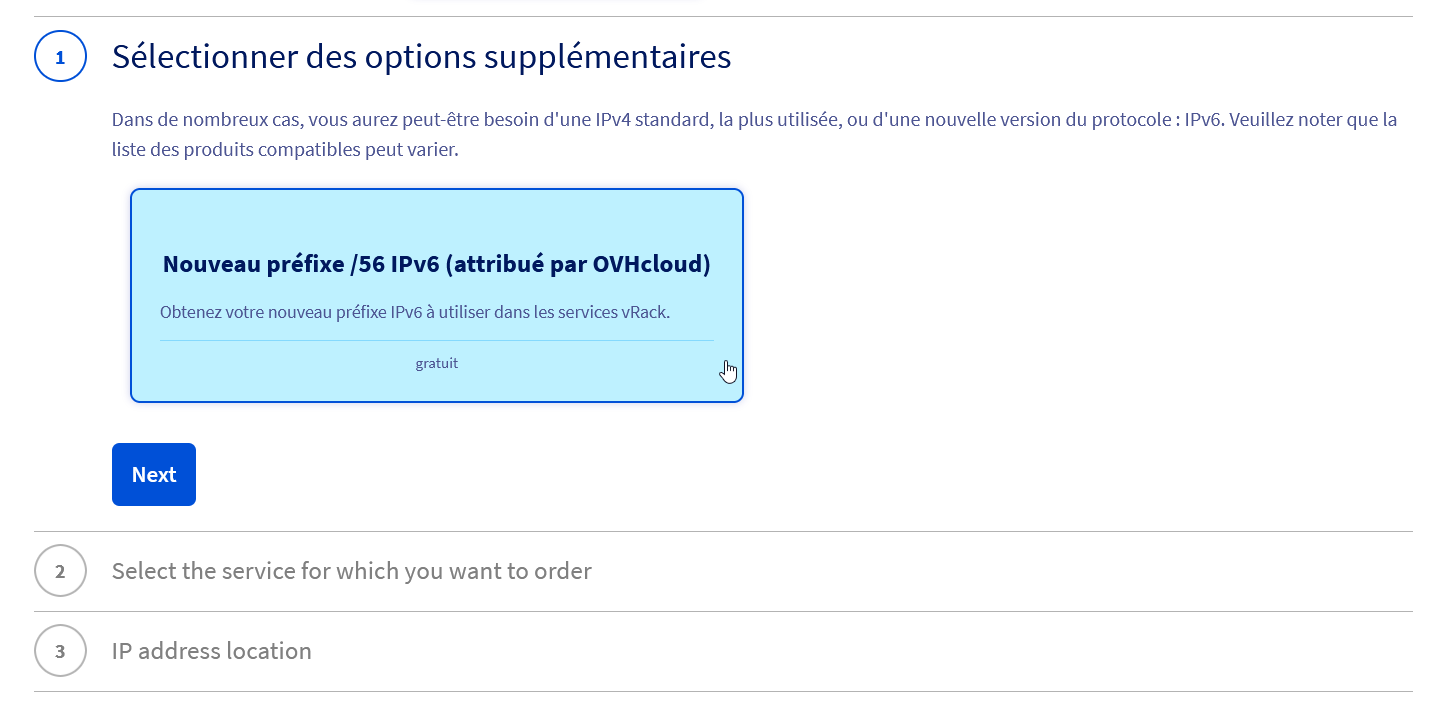 1
Sélectionner des options supplémentaires
Dans de nombreux cas, vous aurez peut-être besoin d'une IPv4 standard, la plus utilisée, ou d'une nouvelle version du protocole : IPv6. Veuillez noter que la
liste des produits compatibles peut varier.
Nouveau préfixe /56 IPv6 (attribué par OVHcloud)
Obtenez votre nouveau préfixe IPv6 à utiliser dans les services vRack.
gratuit
Next
2
Select the service for which you want to order
3
IP address location